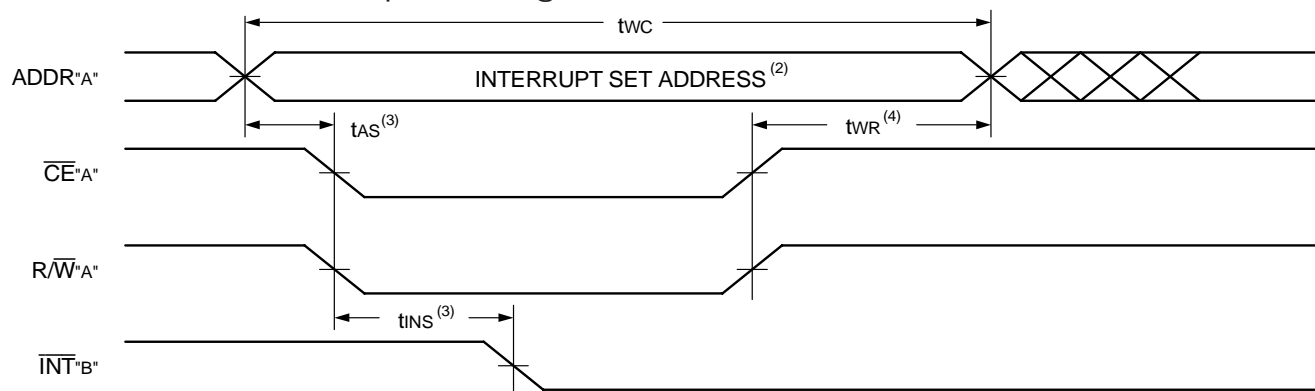 tWC
ADDR"A"
INTERRUPT SET ADDRESS(2)
tAS(3)
tWR(4)
CE"A"
R/W"A"
tINS(3)
INT"B"